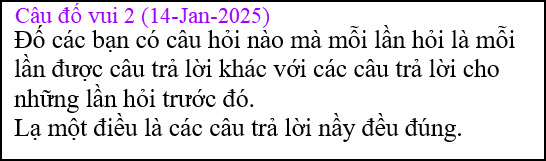 Câu đố vui 2 (14-Jan-2025)
Đố các bạn có câu hỏi nào mà mỗi lần hỏi là mỗi
lần được câu trả lời khác với các câu trả lời cho
những lần hỏi trước đó.
Lạ một điều là các câu trả lời nầy đều đúng.